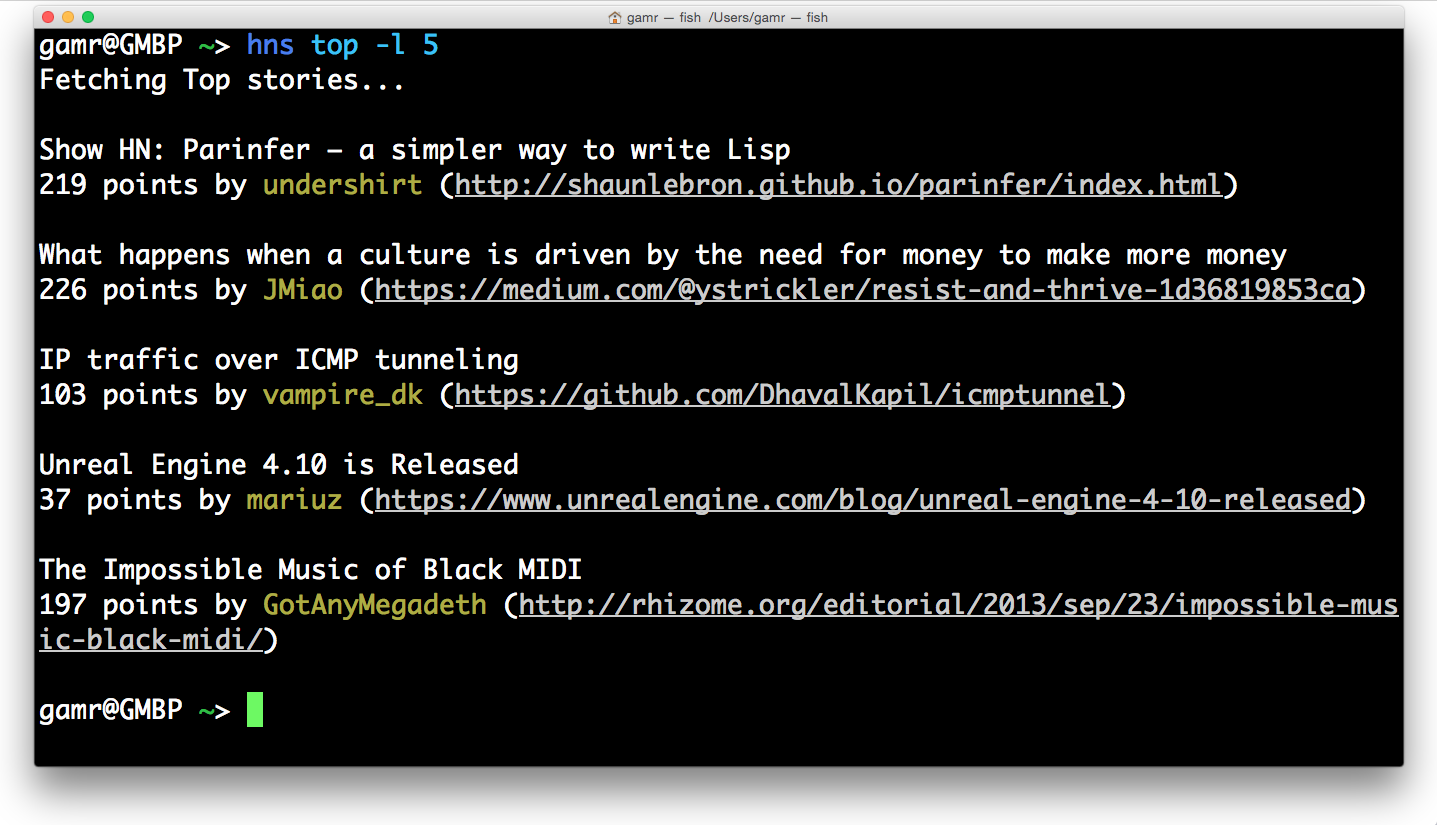 gamr — fish  /Users/gamr — fish
gamr@GMBP ~> hns top -l 5
Fetching Top stories...
Show HN: Parinfer – a simpler way to write Lisp
219 points by undershirt (http://shaunlebron.github.io/parinfer/index.html)
What happens when a culture is driven by the need for money to make more money
226 points by JMiao (https://medium.com/@ystrickler/resist-and-thrive-1d36819853ca)
IP traffic over ICMP tunneling
103 points by vampire_dk (https://github.com/DhavalKapil/icmptunnel)
Unreal Engine 4.10 is Released
37 points by mariuz (https://www.unrealengine.com/blog/unreal-engine-4-10-released)
The Impossible Music of Black MIDI
197 points by GotAnyMegadeth (http://rhizome.org/editorial/2013/sep/23/impossible-mus
ic-black-midi/)
gamr@GMBP ~>